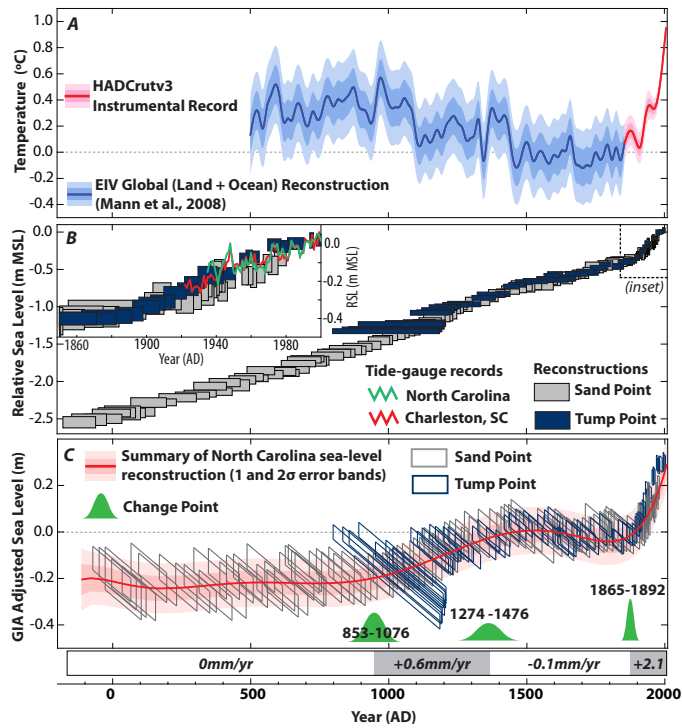 A
Temperature (ºC)
0.8
0.6
0.4
0.2
0.0
-0.2
-0.4
HADCrutv3
Instrumental Record
EIV Global (Land + Ocean) Reconstruction
(Mann et al., 2008)
B
Relative Sea Level (m MSL)
0.0
-0.5
-1.0
-1.5
-2.0
-2.5
0.0
-0.2
-0.4
RSL (m MSL)
1860
1900
1940
1980
Year (AD)
(inset)
Tide-gauge records
North Carolina
Charleston, SC
Reconstructions
Sand Point
Tump Point
C
GIA Adjusted Sea Level (m)
0.2
0.0
-0.2
-0.4
Summary of North Carolina sea-level
reconstruction (1 and 2σ error bands)
Change Point
Sand Point
Tump Point
853-1076
1274 -1476
1865-1892
0mm/yr
+0.6mm/yr
-0.1mm/yr
+2.1
0
500
1000
1500
2000
Year (AD)